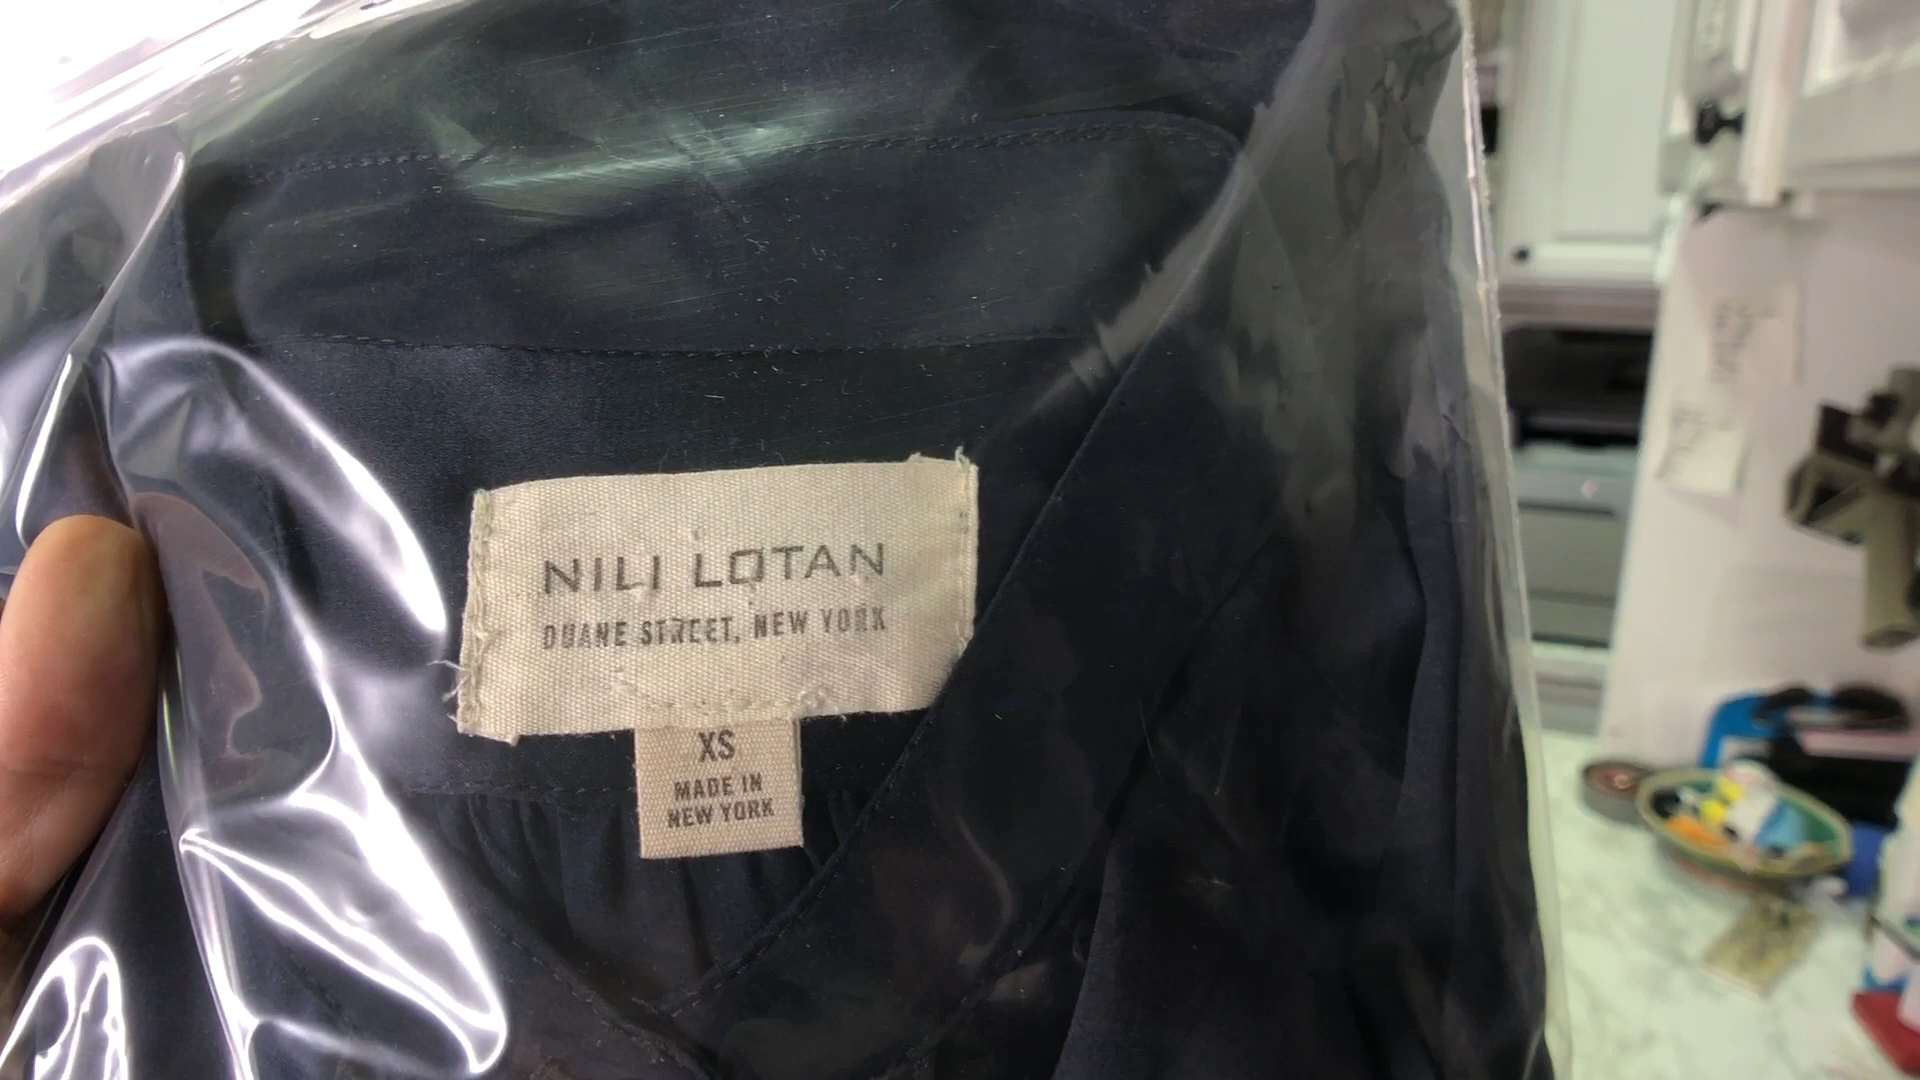 NILI LOTAN
DUANE STREET, NEW YORK
XS
MADE IN
NEW YORK